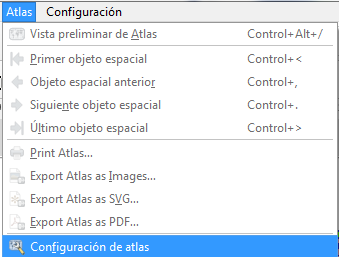 Atlas Configuración
Vista preliminar de Atlas Control+Alt+/
Primer objeto espacial Control+<
Objeto espacial anterior Control+,
Siguiente objeto espacial Control+.
Último objeto espacial Control+>
Print Atlas...
Export Atlas as Images...
Export Atlas as SVG...
Export Atlas as PDF...
Configuración de atlas